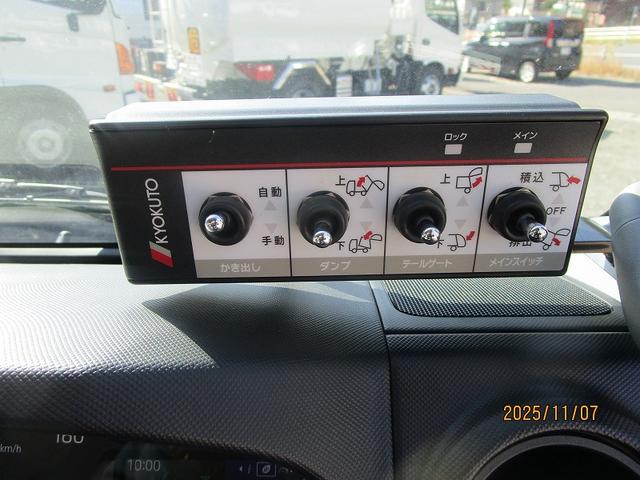 ロック
メイン
KYOKUTO
自動
手動
かき出し
上
下
ダンプ
上
下
テールゲート
積込
OFF
排出
メインスイッチ
2025/11/07
km/h
160
10:00